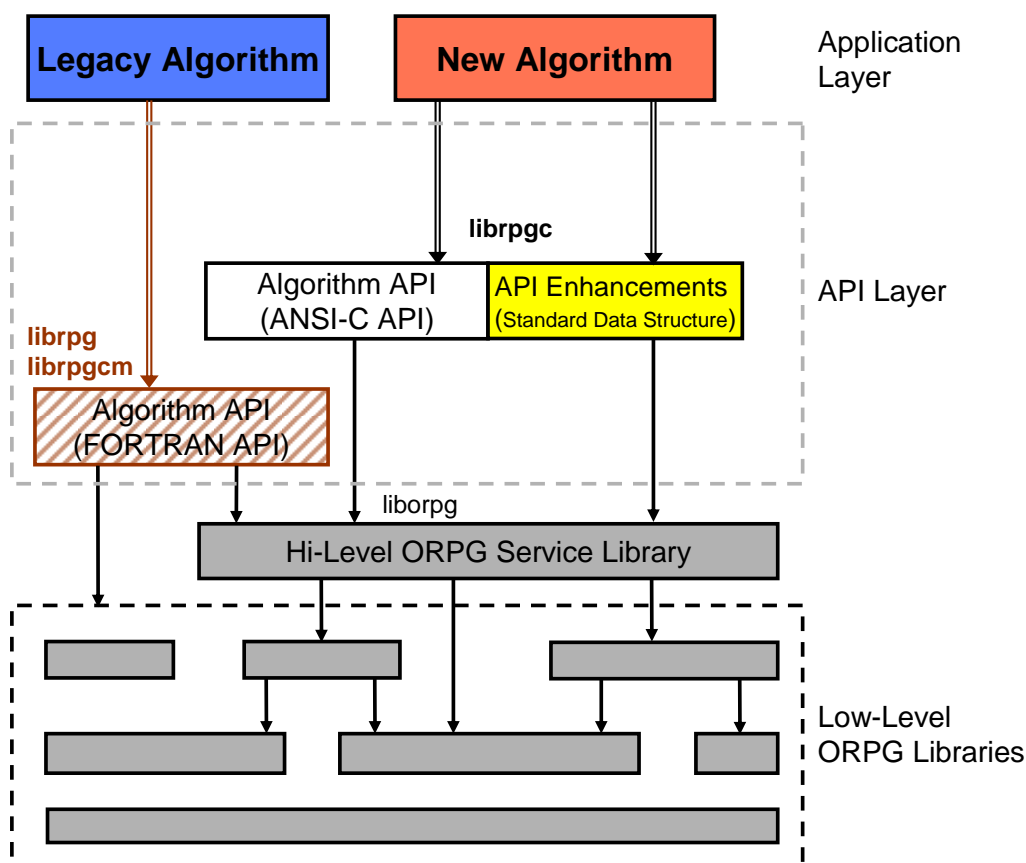 Legacy Algorithm
New Algorithm
Application
Layer
librpgc
Algorithm API
(ANSI-C API)
API Enhancements
(Standard Data Structure)
API Layer
librpg
librpgcm
Algorithm API
(FORTRAN API)
liborpg
Hi-Level ORPG Service Library
Low-Level
ORPG Libraries